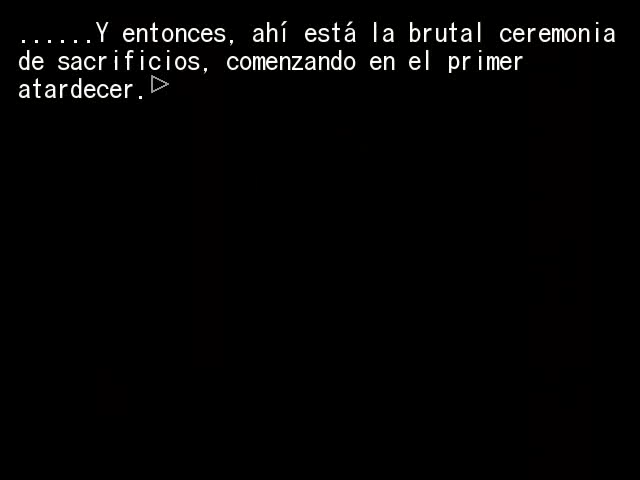 ......Y entonces, ahí está la brutal ceremonia
de sacrificios, comenzando en el primer
atardecer.